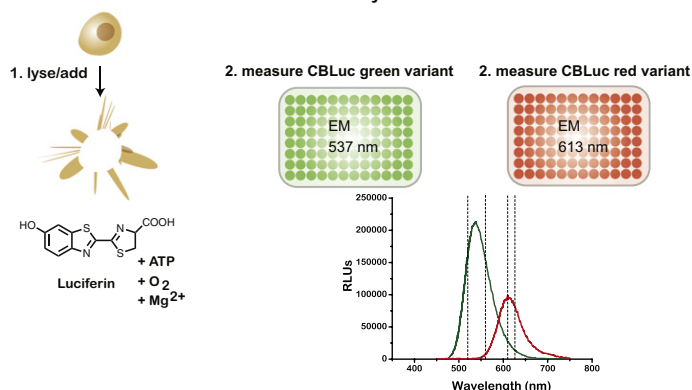 1. lyse/add
2. measure CBLuc green variant
2. measure CBLuc red variant
EM
537 nm
EM
613 nm
HO
S
N
N
S
COOH
Luciferin
+ ATP
+ O2
+ Mg2+
RLUs
250000
200000
150000
100000
50000
0
400
500
600
700
800
Wavelength (nm)